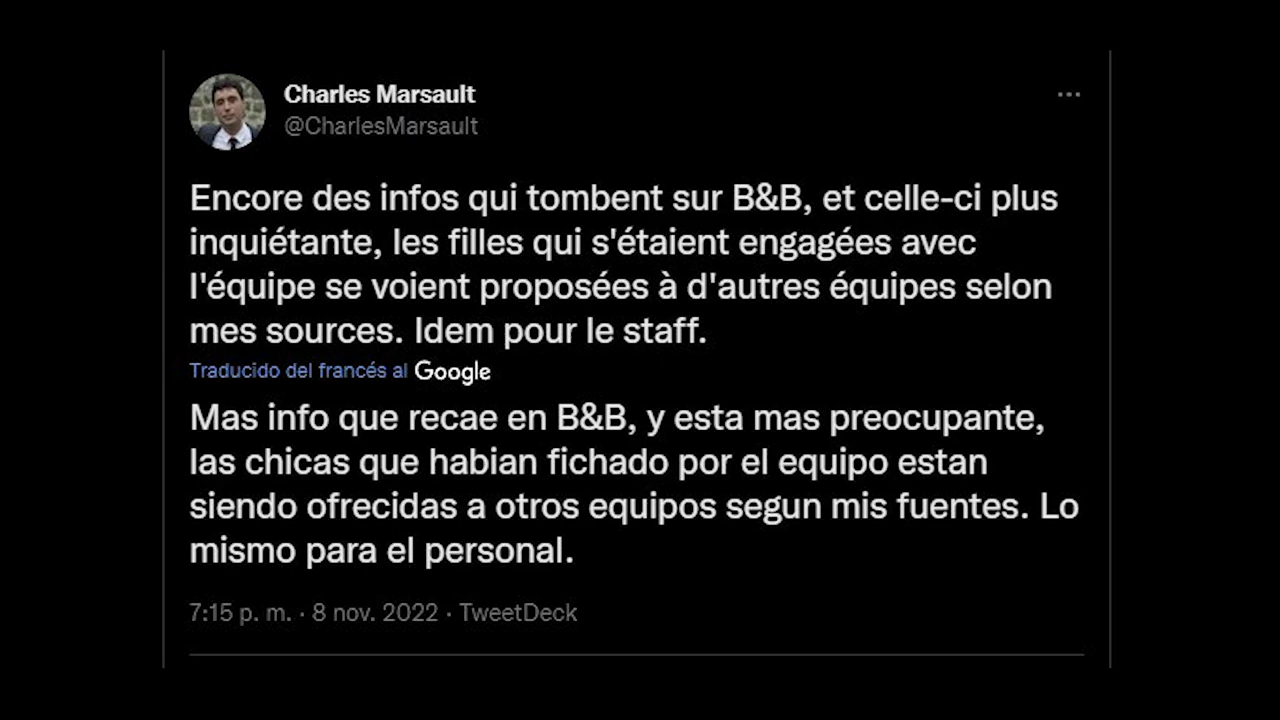 Charles Marsault
@CharlesMarsault
Encore des infos qui tombent sur B&B, et celle-ci plus
inquiétante, les filles qui s'étaient engagées avec
l'équipe se voient proposées à d'autres équipes selon
mes sources. Idem pour le staff.
Traducido del francés al Google
Mas info que recae en B&B, y esta mas preocupante,
las chicas que habian fichado por el equipo estan
siendo ofrecidas a otros equipos segun mis fuentes. Lo
mismo para el personal.
7:15 p. m. · 8 nov. 2022 · TweetDeck